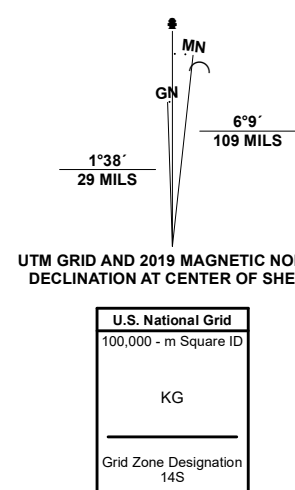 MN
GN
6°9´
109 MILS
1°38´
29 MILS
UTM GRID AND 2019 MAGNETIC NO
DECLINATION AT CENTER OF SHE
U.S. National Grid
100,000 - m Square ID
KG
Grid Zone Designation
14S